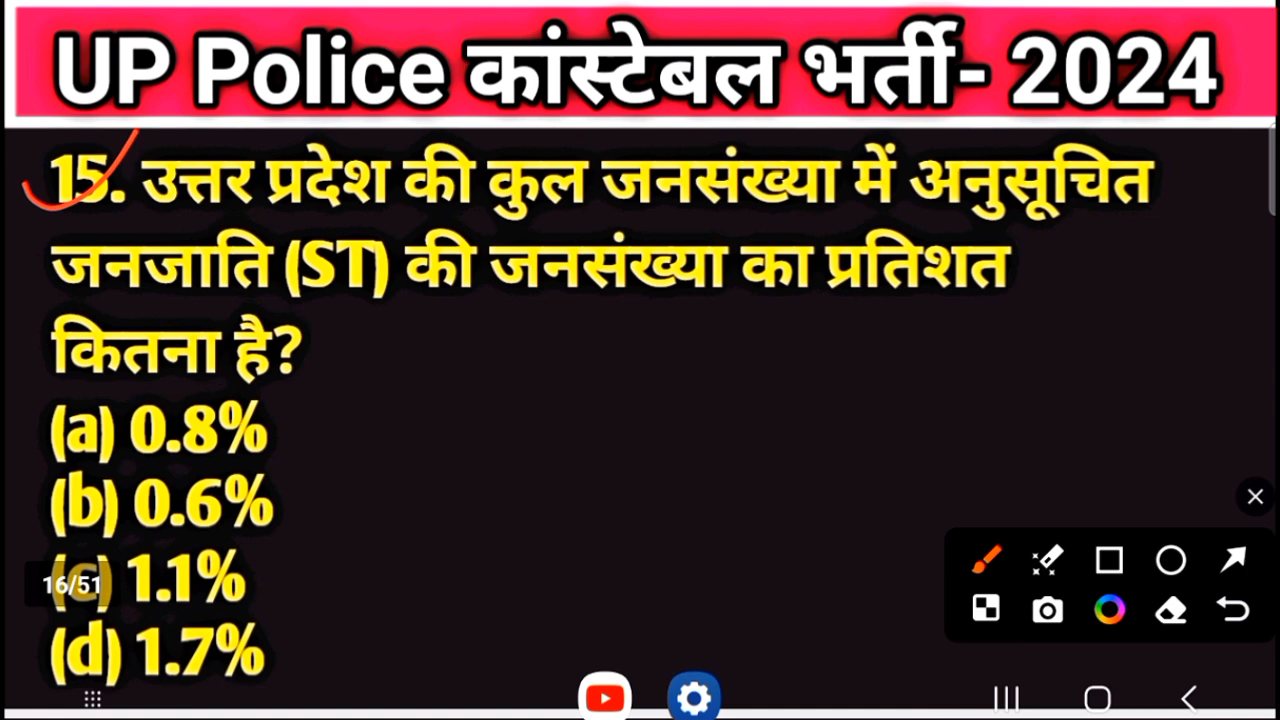 UP Police कांस्टेबल भर्ती- 2024
15. उत्तर प्रदेश की कुल जनसंख्या में अनुसूचित
जनजाति (ST) की जनसंख्या का प्रतिशत
कितना है?
(a) 0.8%
(b) 0.6%
(c) 1.1%
16/51
(d) 1.7%